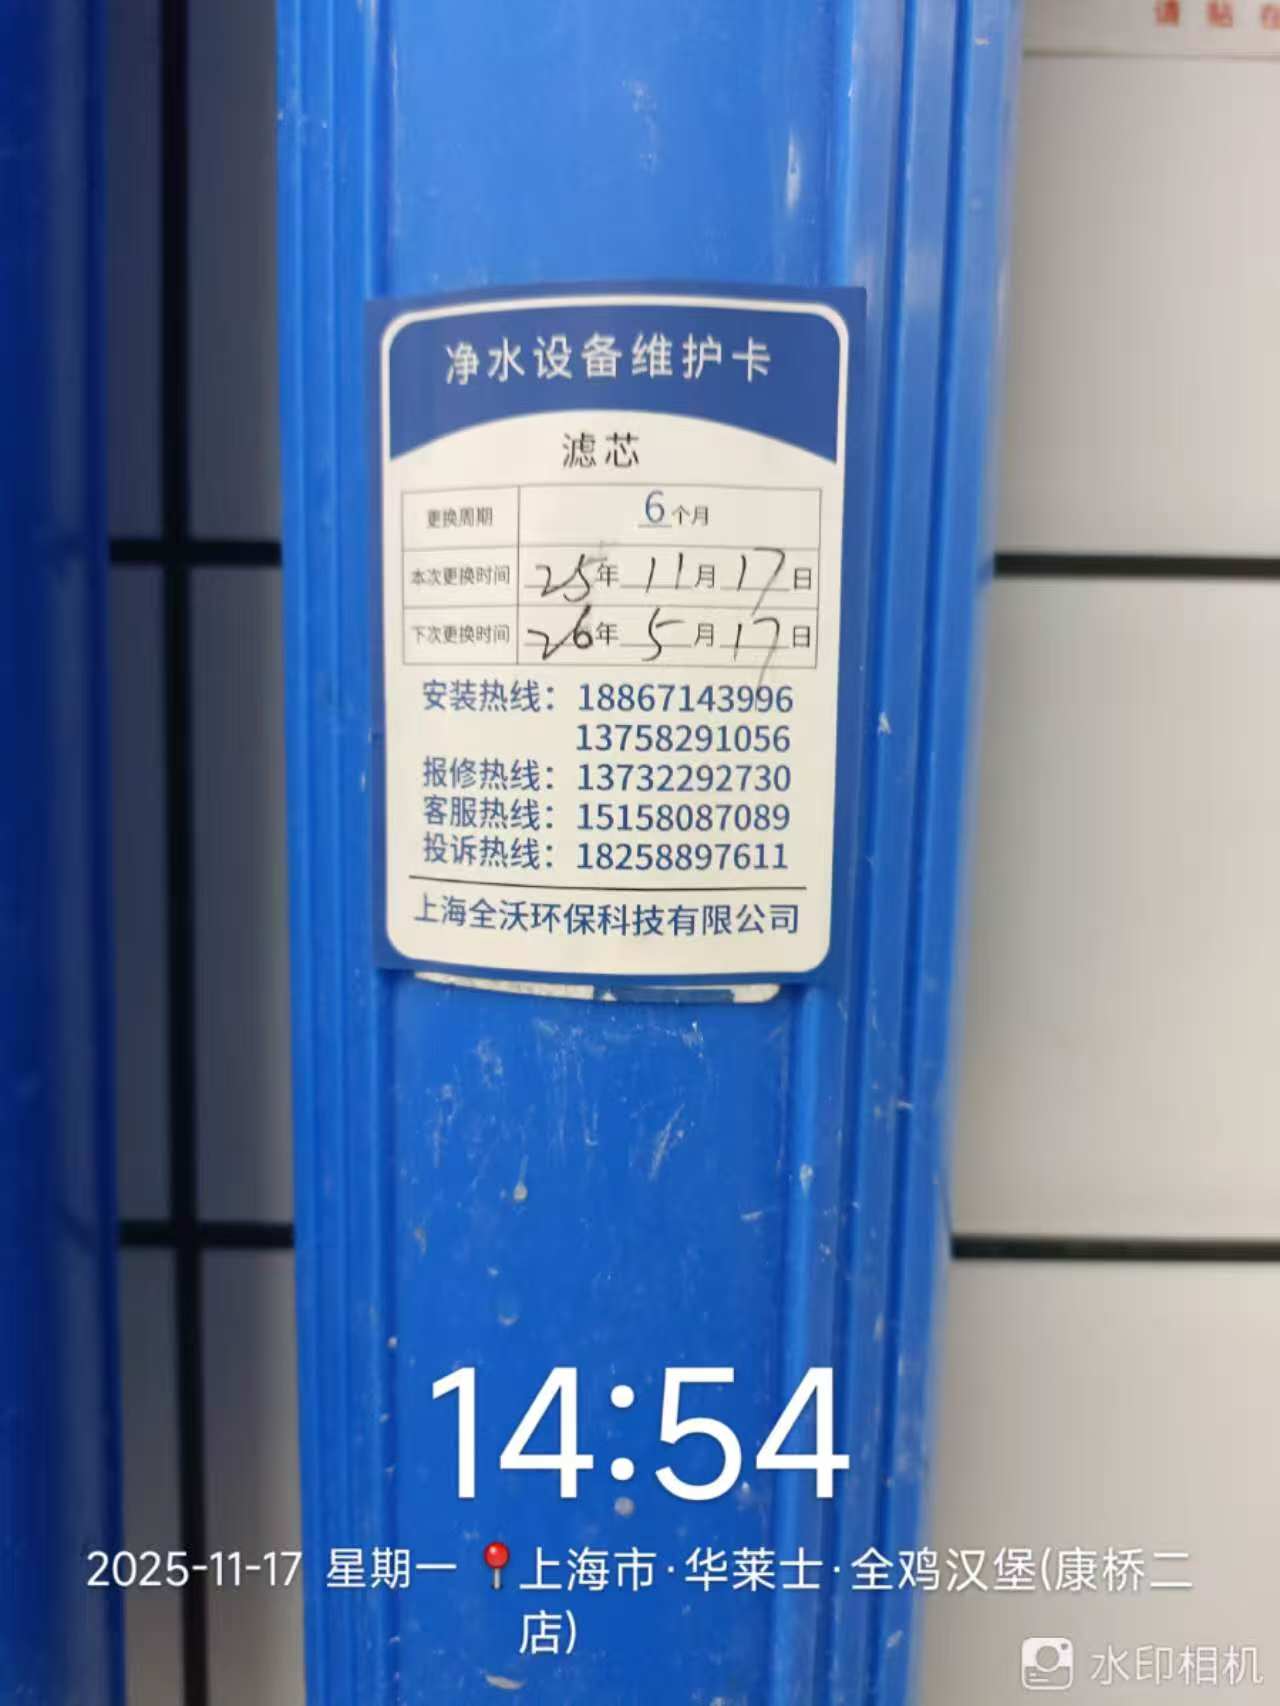 请贴在
净水设备维护卡
滤芯
更换周期 6个月
本次更换时间 25年11月17日
下次更换时间 26年5月17日
安装热线：18867143996
13758291056
报修热线：13732292730
客服热线：15158087089
投诉热线：18258897611
上海全沃环保科技有限公司
14:54
2025-11-17 星期一 上海市·华莱士·全鸡汉堡(康桥二
店)
水印相机